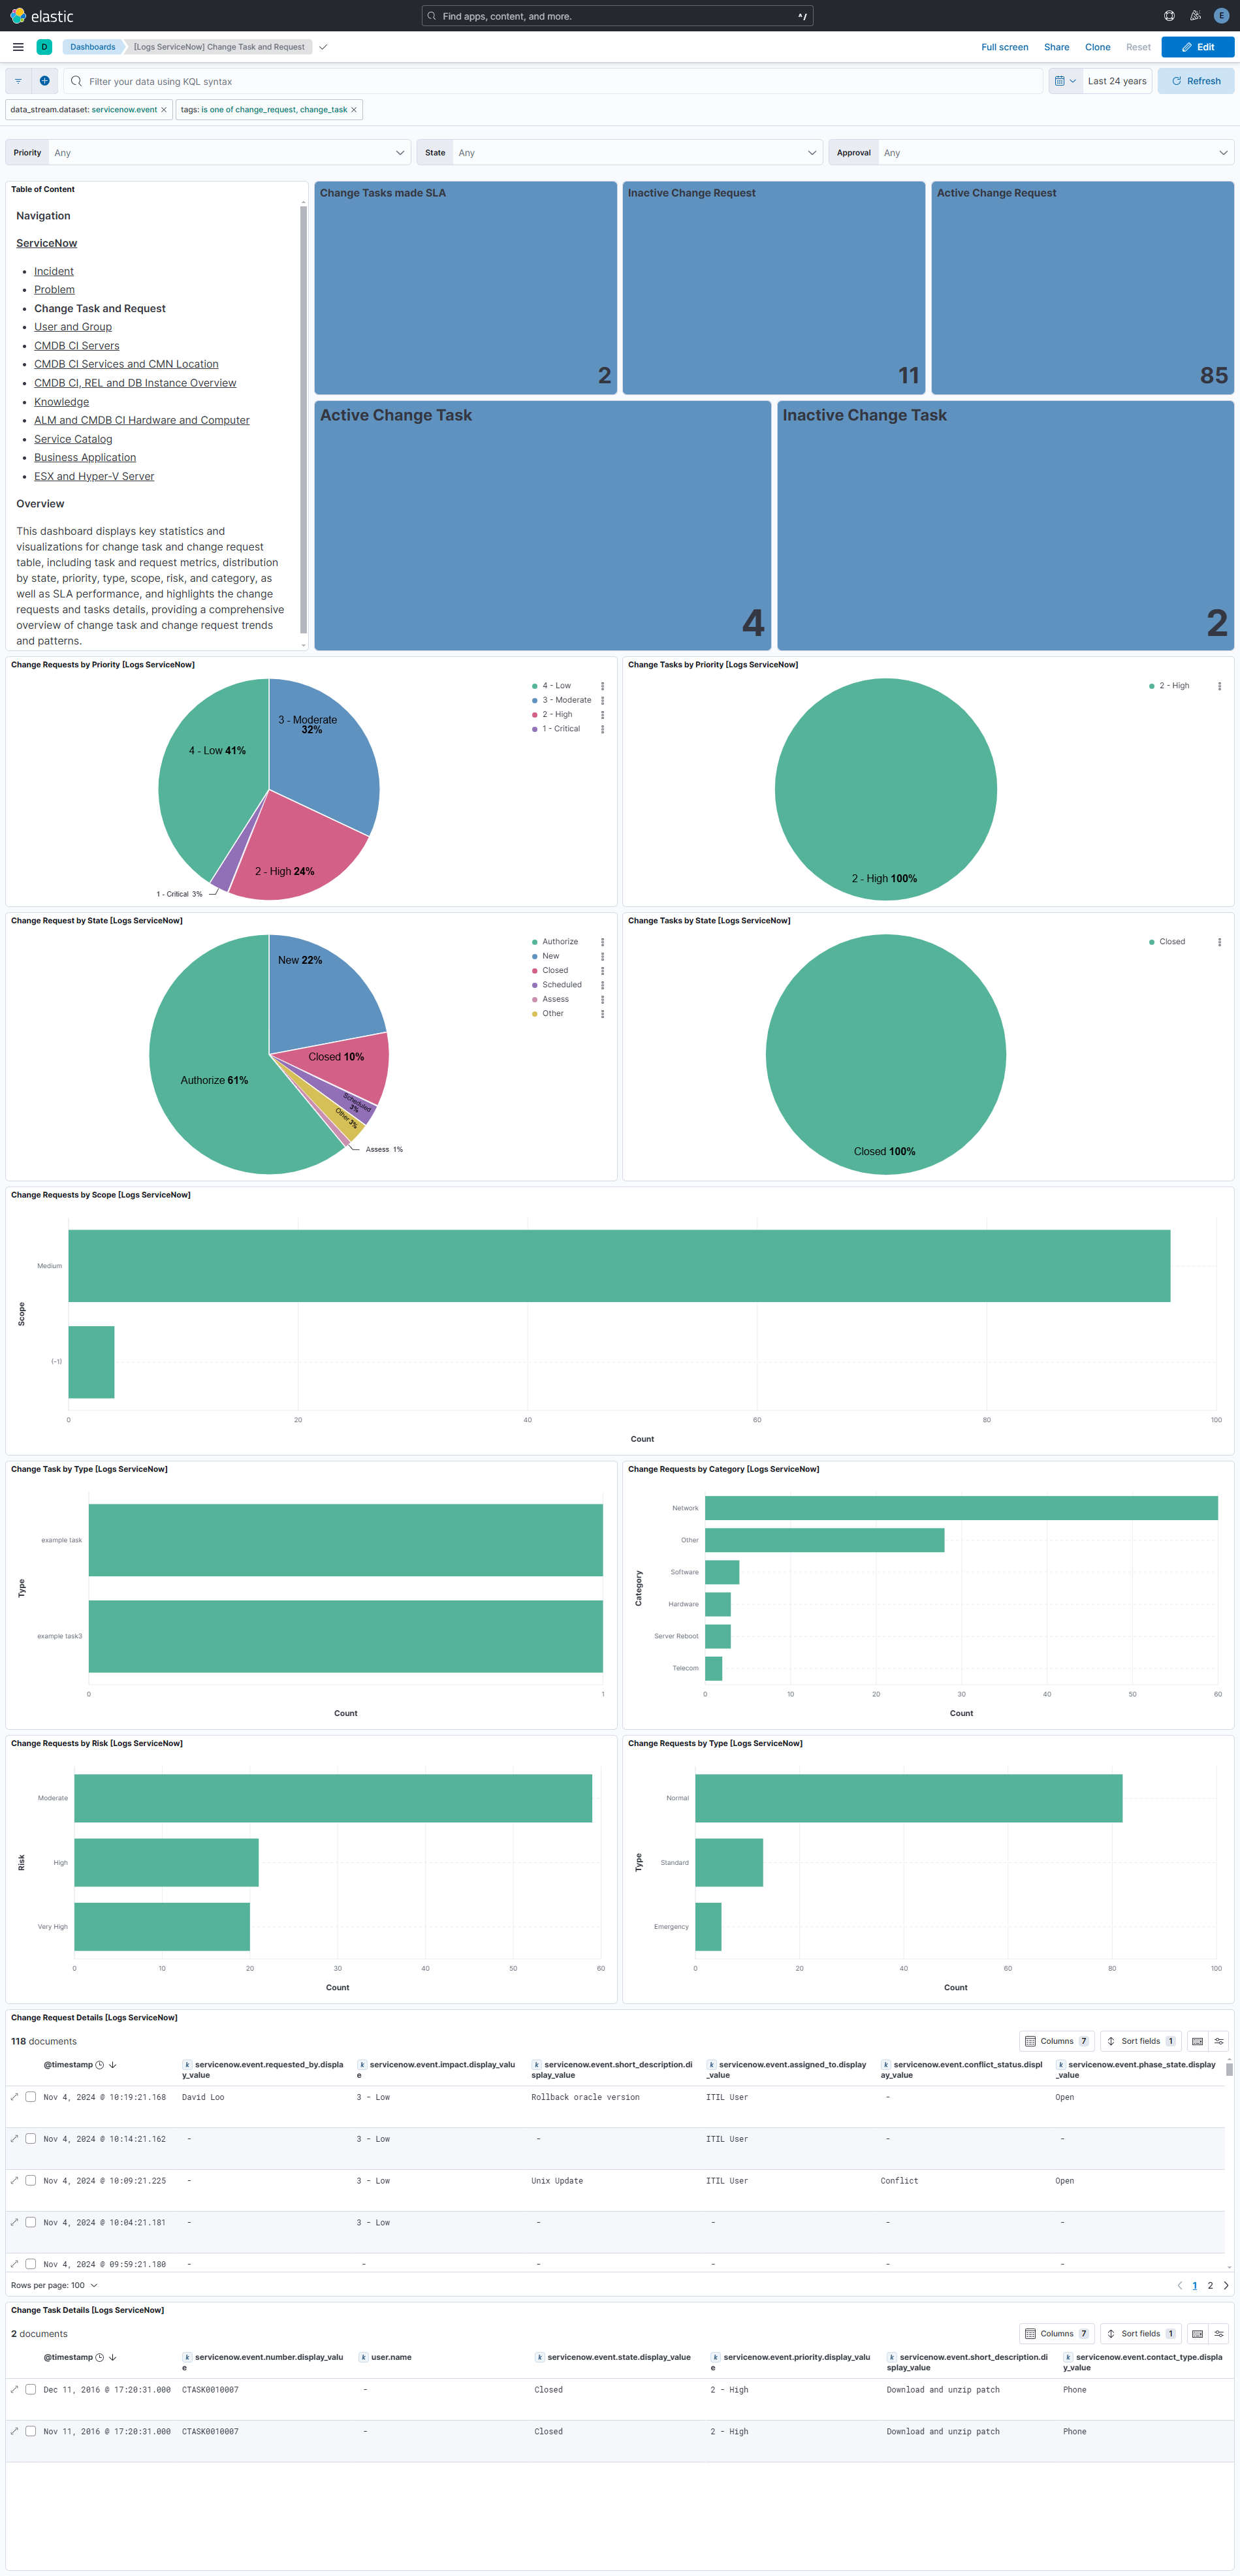 elastic
Find apps, content, and more.
^/
E
D
Dashboards
[Logs ServiceNow] Change Task and Request
Full screen
Share
Clone
Reset
Edit
Filter your data using KQL syntax
Last 24 years
Refresh
data_stream.dataset: servicenow.event ×
tags: is one of change_request, change_task ×
Priority
Any
State
Any
Approval
Any
Table of Content
Navigation
ServiceNow
• Incident
• Problem
• Change Task and Request
• User and Group
• CMDB CI Servers
• CMDB CI Services and CMN Location
• CMDB CI, REL and DB Instance Overview
• Knowledge
• ALM and CMDB CI Hardware and Computer
• Service Catalog
• Business Application
• ESX and Hyper-V Server
Overview
This dashboard displays key statistics and
visualizations for change task and change request
table, including task and request metrics, distribution
by state, priority, type, scope, risk, and category, as
well as SLA performance, and highlights the change
requests and tasks details, providing a comprehensive
overview of change task and change request trends
and patterns.
Change Tasks made SLA
2
Inactive Change Request
11
Active Change Request
85
Active Change Task
4
Inactive Change Task
2
Change Requests by Priority [Logs ServiceNow]
3 - Moderate
32%
4 - Low 41%
2 - High 24%
1 - Critical 3%
4 - Low
3 - Moderate
2 - High
1 - Critical
Change Tasks by Priority [Logs ServiceNow]
2 - High 100%
2 - High
Change Request by State [Logs ServiceNow]
New 22%
Closed 10%
Authorize 61%
Scheduled
3%
Other 3%
Assess 1%
Authorize
New
Closed
Scheduled
Assess
Other
Change Tasks by State [Logs ServiceNow]
Closed 100%
Closed
Change Requests by Scope [Logs ServiceNow]
Scope
Medium
(-1)
0 20 40 60 80 100
Count
Change Task by Type [Logs ServiceNow]
Type
example task
example task3
0 1
Count
Change Requests by Category [Logs ServiceNow]
Category
Network
Other
Software
Hardware
Server Reboot
Telecom
0 10 20 30 40 50 60
Count
Change Requests by Risk [Logs ServiceNow]
Risk
Moderate
High
Very High
0 10 20 30 40 50 60
Count
Change Requests by Type [Logs ServiceNow]
Type
Normal
Standard
Emergency
0 20 40 60 80 100
Count
Change Request Details [Logs ServiceNow]
118 documents
Columns 7
Sort fields 1
@timestamp
k servicenow.event.requested_by.displa
y_value
k servicenow.event.impact.display_valu
e
k servicenow.event.short_description.di
splay_value
k servicenow.event.assigned_to.display
_value
k servicenow.event.conflict_status.displ
ay_value
k servicenow.event.phase_state.display
_value
Nov 4, 2024 @ 10:19:21.168 David Loo 3 - Low Rollback oracle version ITIL User - Open
Nov 4, 2024 @ 10:14:21.162 - 3 - Low - ITIL User - -
Nov 4, 2024 @ 10:09:21.225 - 3 - Low Unix Update ITIL User Conflict Open
Nov 4, 2024 @ 10:04:21.181 - 3 - Low - - - -
Nov 4, 2024 @ 09:59:21.180 - - - - - -
Rows per page: 100
1 2
Change Task Details [Logs ServiceNow]
2 documents
Columns 7
Sort fields 1
@timestamp
k servicenow.event.number.display_valu
e
k user.name
k servicenow.event.state.display_value
k servicenow.event.priority.display_valu
e
k servicenow.event.short_description.di
splay_value
k servicenow.event.contact_type.displa
y_value
Dec 11, 2016 @ 17:20:31.000 CTASK0010007 - Closed 2 - High Download and unzip patch Phone
Nov 11, 2016 @ 17:20:31.000 CTASK0010007 - Closed 2 - High Download and unzip patch Phone